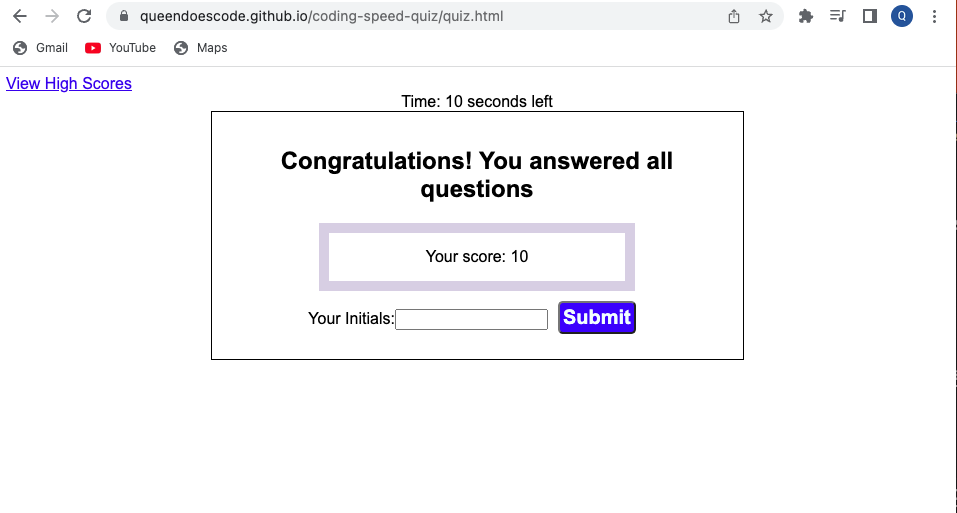 queendoescode.github.io/coding-speed-quiz/quiz.html
Q
Gmail YouTube Maps
View High Scores
Time: 10 seconds left
Congratulations! You answered all
questions
Your score: 10
Your Initials: Submit